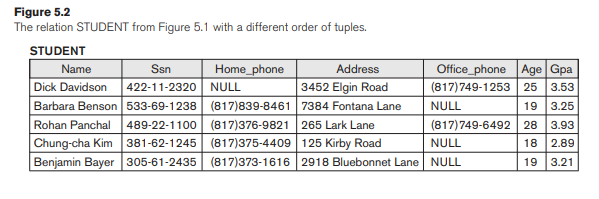 Figure 5.2
The relation STUDENT from Figure 5.1 with a different order of tuples.
STUDENT
Name Ssn Home_phone Address Office_phone Age Gpa
Dick Davidson 422-11-2320 NULL 3452 Elgin Road (817)749-1253 25 3.53
Barbara Benson 533-69-1238 (817)839-8461 7384 Fontana Lane NULL 19 3.25
Rohan Panchal 489-22-1100 (817)376-9821 265 Lark Lane (817)749-6492 28 3.93
Chung-cha Kim 381-62-1245 (817)375-4409 125 Kirby Road NULL 18 2.89
Benjamin Bayer 305-61-2435 (817)373-1616 2918 Bluebonnet Lane NULL 19 3.21